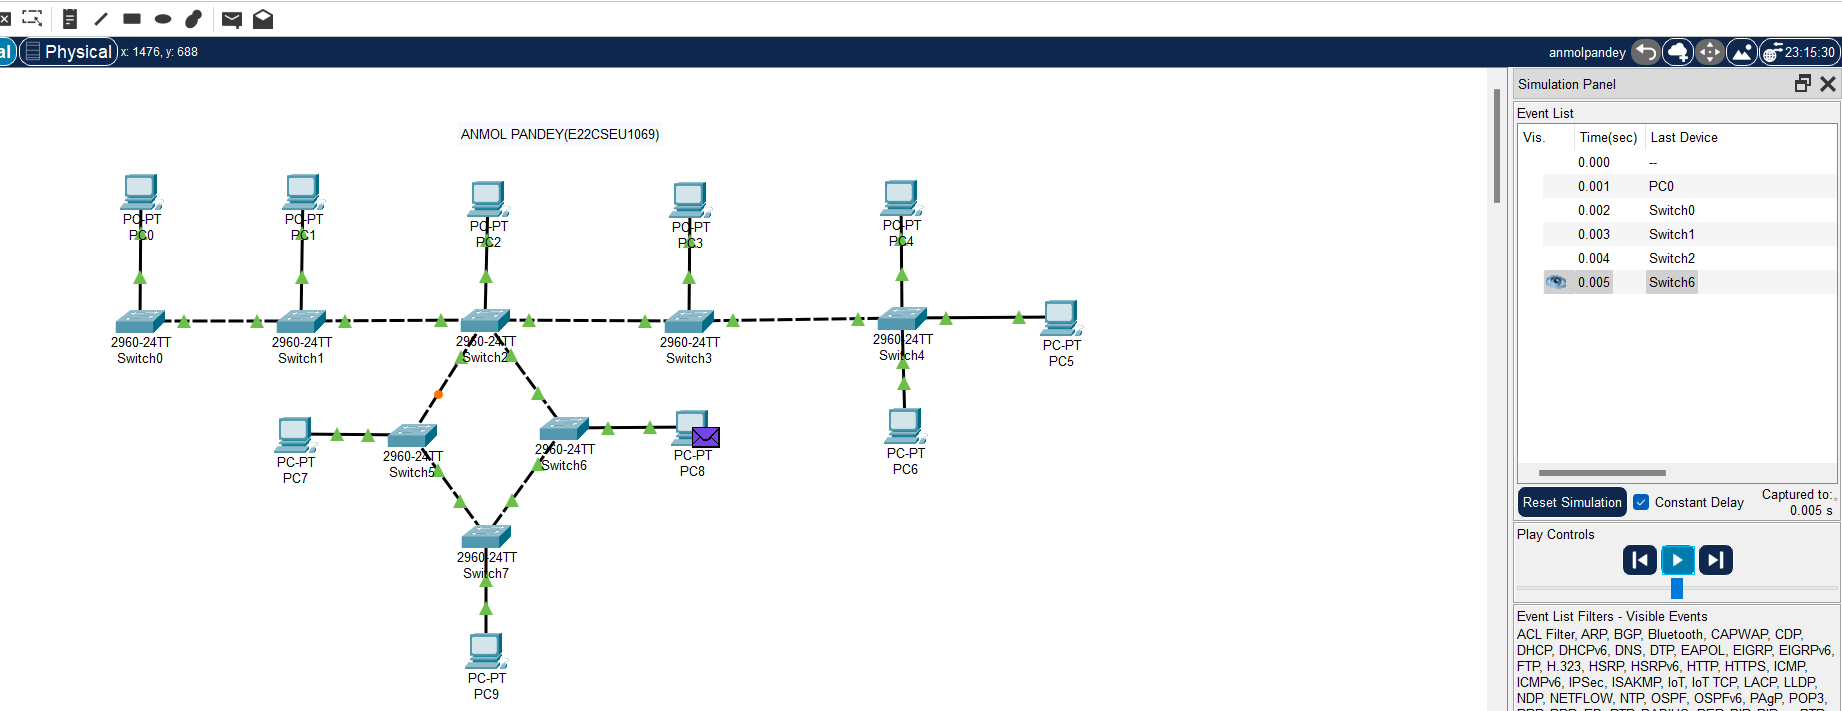 al
Physical
x: 1476, y: 688
anmolpandey
23:15:30
ANMOL PANDEY(E22CSEU1069)
PC-PT
PC0
PC-PT
PC1
PC-PT
PC2
PC-PT
PC3
PC-PT
PC4
2960-24TT
Switch0
2960-24TT
Switch1
2960-24TT
Switch2
2960-24TT
Switch3
2960-24TT
Switch4
PC-PT
PC5
PC-PT
PC7
2960-24TT
Switch5
2960-24TT
Switch6
PC-PT
PC8
PC-PT
PC6
2960-24TT
Switch7
PC-PT
PC9
Simulation Panel
Event List
Vis. Time(sec) Last Device
0.000 --
0.001 PC0
0.002 Switch0
0.003 Switch1
0.004 Switch2
0.005 Switch6
Reset Simulation
Constant Delay
Captured to:
0.005 s
Play Controls
Event List Filters - Visible Events
ACL Filter, ARP, BGP, Bluetooth, CAPWAP, CDP,
DHCP, DHCPv6, DNS, DTP, EAPOL, EIGRP, EIGRPv6,
FTP, H.323, HSRP, HSRPv6, HTTP, HTTPS, ICMP,
ICMPv6, IPSec, ISAKMP, IoT, IoT TCP, LACP, LLDP,
NDP, NETFLOW, NTP, OSPF, OSPFv6, PAgP, POP3,